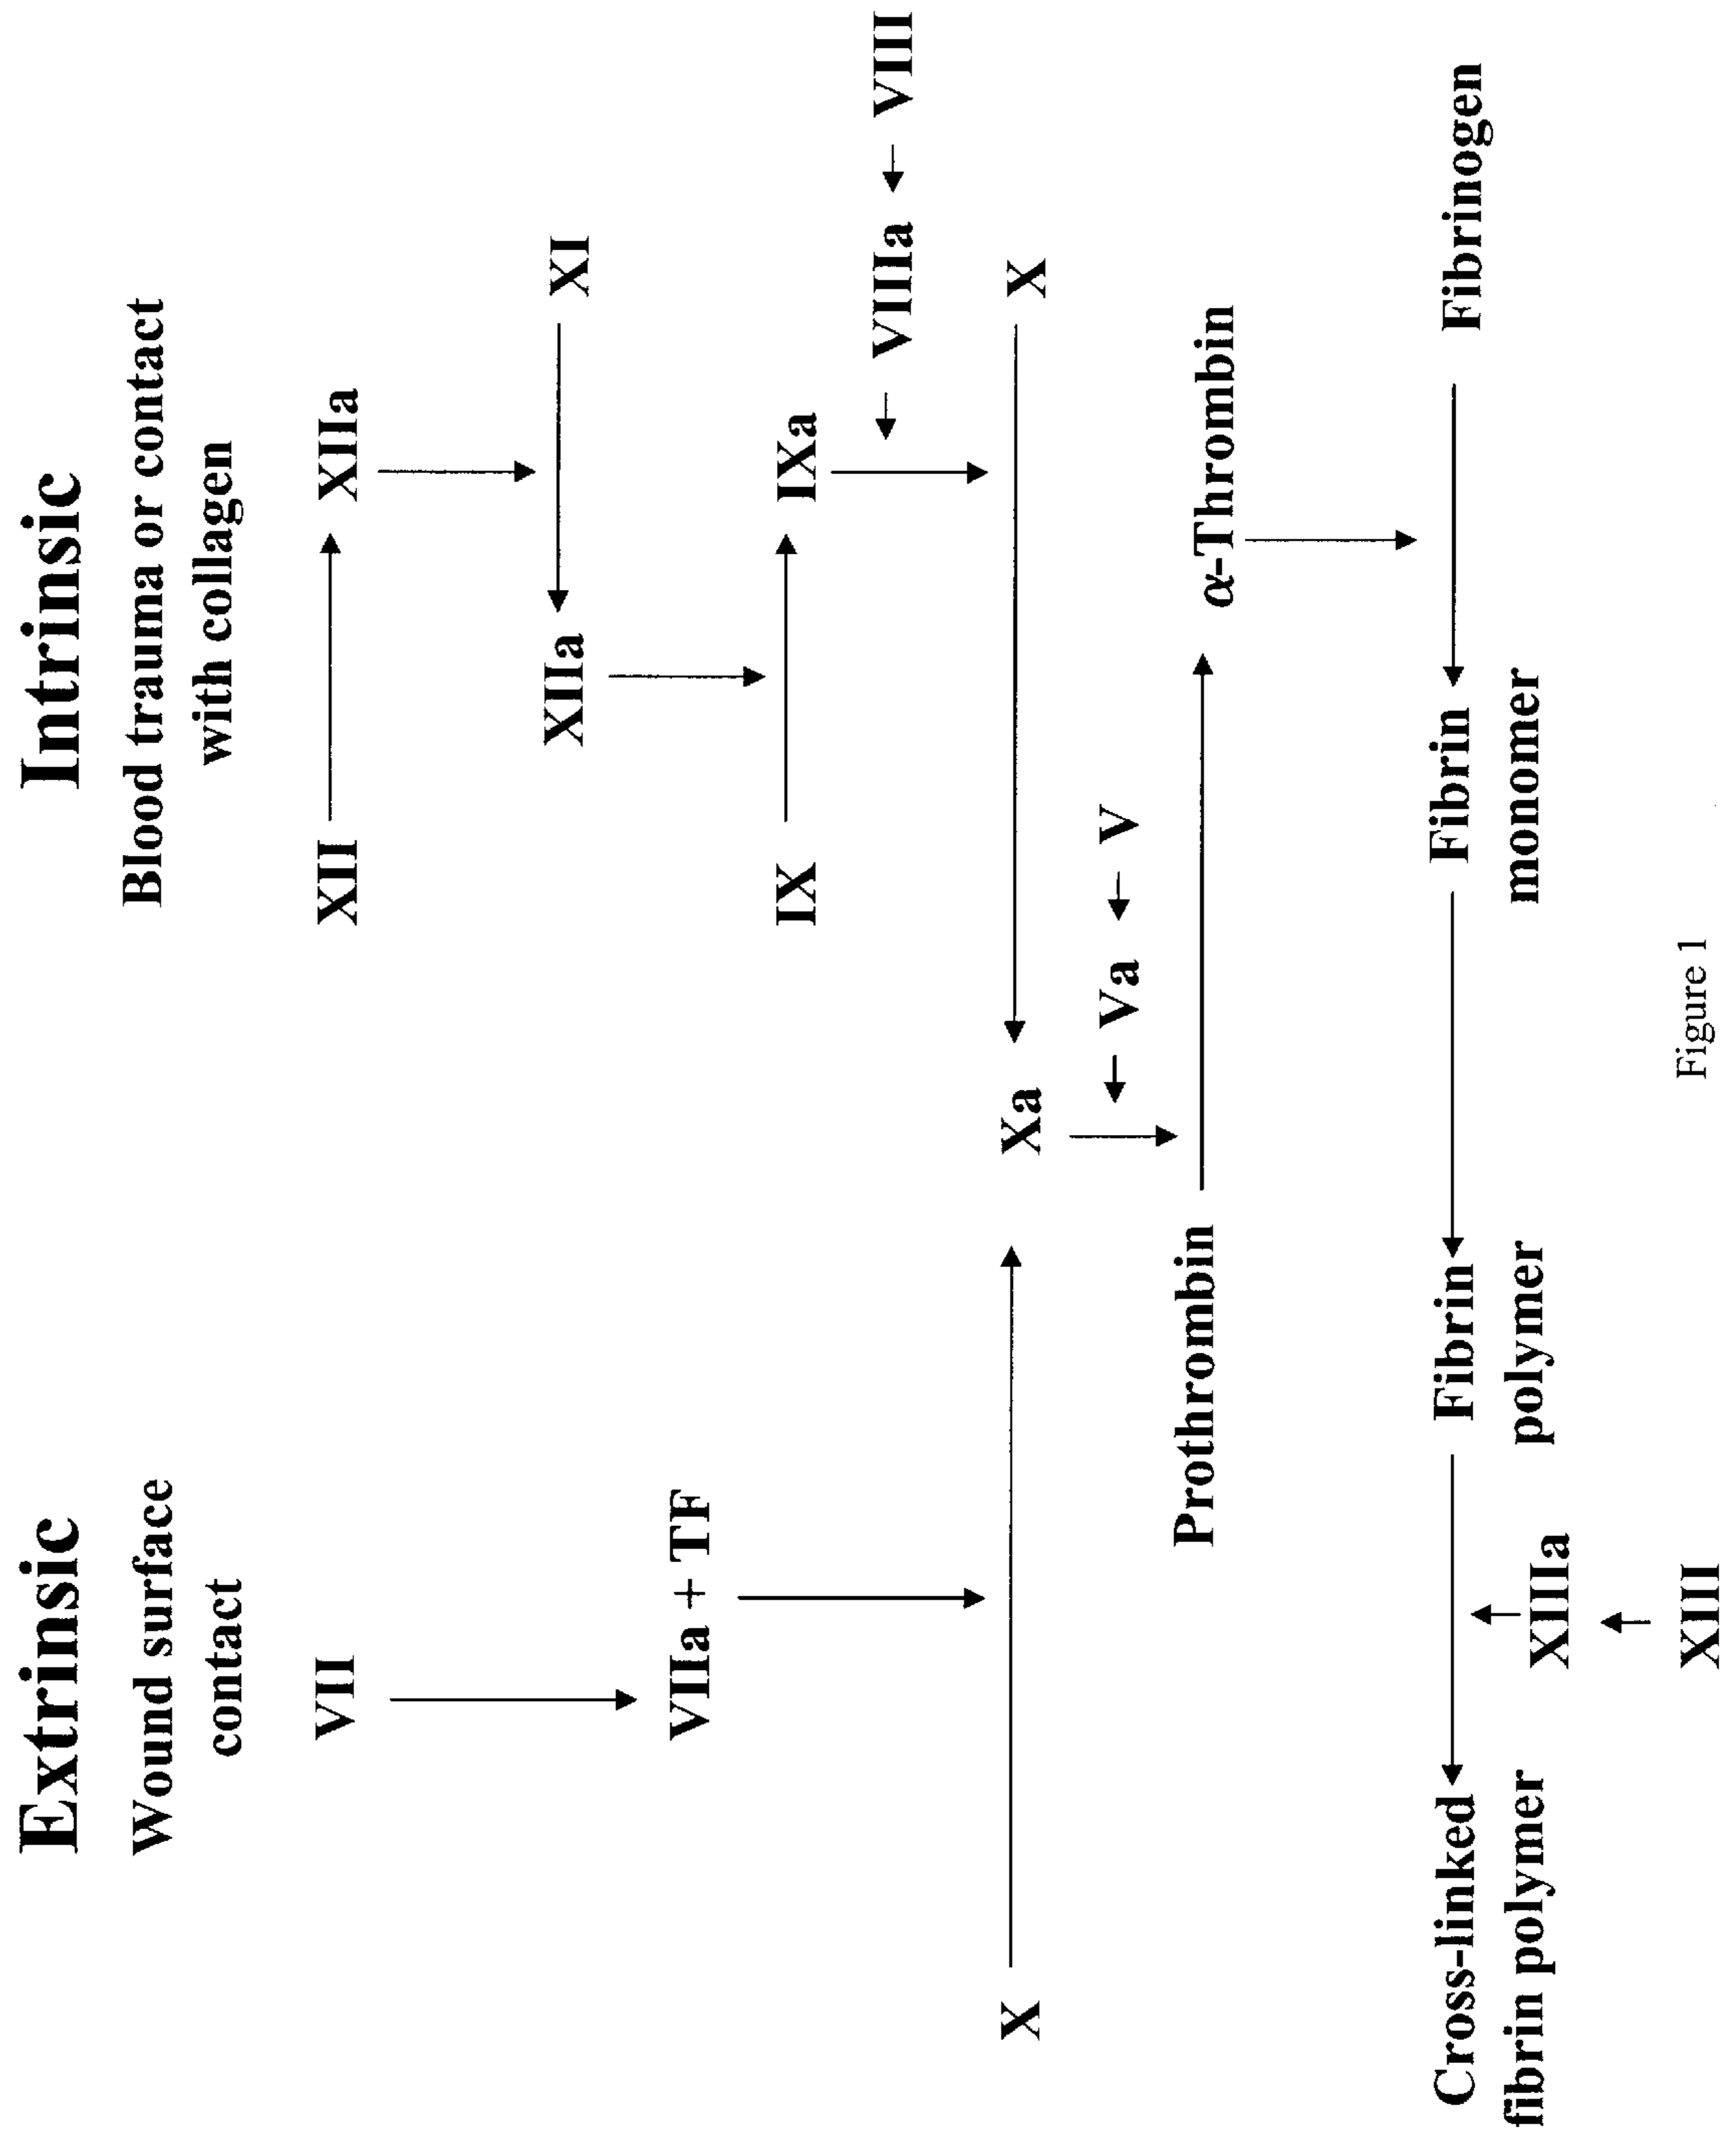 Extrinsic
Wound surface
contact
VII
VIIa + TF
X
Intrinsic
Blood trauma or contact
with collagen
XII
XIIa
XIIa
XI
IX
IXa
VIIIa
VIII
Xa
X
Va
V
Prothrombin
α-Thrombin
Cross-linked
fibrin polymer
Fibrin
polymer
Fibrin
monomer
Fibrinogen
XIIIa
XIII
Figure 1